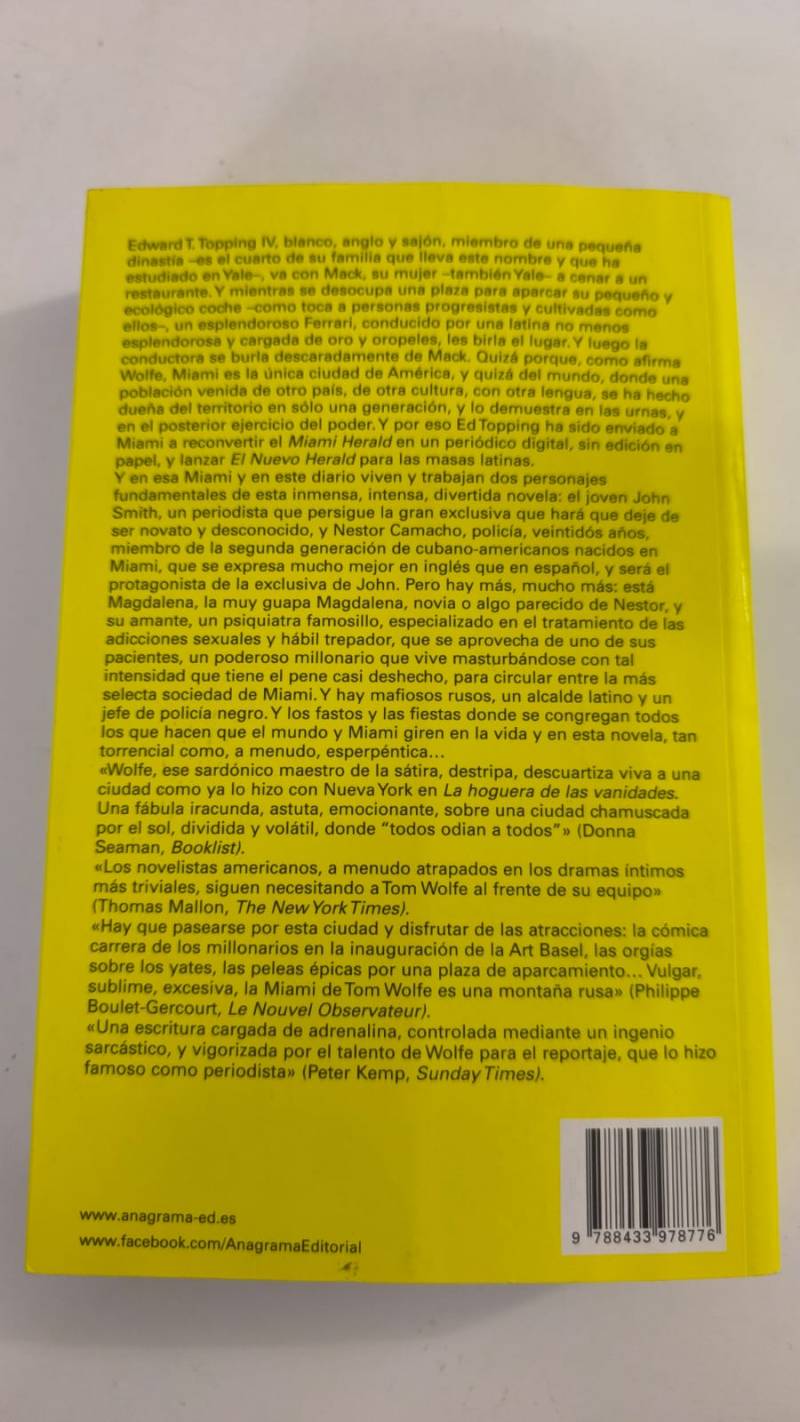 Edward T. Topping IV, blanco, anglo y sajón, miembro de una pequeña
dinastía –es el cuarto de su familia que lleva este nombre y que ha
estudiado en Yale–, va con Mack, su mujer –también Yale– a cenar a un
restaurante. Y mientras se desocupa una plaza para aparcar su pequeño y
ecológico coche –como toca a personas progresistas y cultivadas como
ellos–, un esplendoroso Ferrari, conducido por una latina no menos
esplendorosa y cargada de oro y oropeles, les birla el lugar. Y luego la
conductora se burla descaradamente de Mack. Quizá porque, como afirma
Wolfe, Miami es la única ciudad de América, y quizá del mundo, donde una
población venida de otro país, de otra cultura, con otra lengua, se ha hecho
dueña del territorio en sólo una generación, y lo demuestra en las urnas, y
en el posterior ejercicio del poder. Y por eso Ed Topping ha sido enviado a
Miami a reconvertir el Miami Herald en un periódico digital, sin edición en
papel, y lanzar El Nuevo Herald para las masas latinas.
Y en esa Miami y en este diario viven y trabajan dos personajes
fundamentales de esta inmensa, intensa, divertida novela: el joven John
Smith, un periodista que persigue la gran exclusiva que hará que deje de
ser novato y desconocido, y Nestor Camacho, policía, veintidós años,
miembro de la segunda generación de cubano-americanos nacidos en
Miami, que se expresa mucho mejor en inglés que en español, y será el
protagonista de la exclusiva de John. Pero hay más, mucho más: está
Magdalena, la muy guapa Magdalena, novia o algo parecido de Nestor, y
su amante, un psiquiatra famosillo, especializado en el tratamiento de las
adicciones sexuales y hábil trepador, que se aprovecha de uno de sus
pacientes, un poderoso millonario que vive masturbándose con tal
intensidad que tiene el pene casi deshecho, para circular entre la más
selecta sociedad de Miami. Y hay mafiosos rusos, un alcalde latino y un
jefe de policía negro. Y los fastos y las fiestas donde se congregan todos
los que hacen que el mundo y Miami giren en la vida y en esta novela, tan
torrencial como, a menudo, esperpéntica...
«Wolfe, ese sardónico maestro de la sátira, destripa, descuartiza viva a una
ciudad como ya lo hizo con Nueva York en La hoguera de las vanidades.
Una fábula iracunda, astuta, emocionante, sobre una ciudad chamuscada
por el sol, dividida y volátil, donde “todos odian a todos”» (Donna
Seaman, Booklist).
«Los novelistas americanos, a menudo atrapados en los dramas íntimos
más triviales, siguen necesitando a Tom Wolfe al frente de su equipo»
(Thomas Mallon, The New York Times).
«Hay que pasearse por esta ciudad y disfrutar de las atracciones: la cómica
carrera de los millonarios en la inauguración de la Art Basel, las orgías
sobre los yates, las peleas épicas por una plaza de aparcamiento... Vulgar,
sublime, excesiva, la Miami de Tom Wolfe es una montaña rusa» (Philippe
Boulet-Gercourt, Le Nouvel Observateur).
«Una escritura cargada de adrenalina, controlada mediante un ingenio
sarcástico, y vigorizada por el talento de Wolfe para el reportaje, que lo hizo
famoso como periodista» (Peter Kemp, Sunday Times).
www.anagrama-ed.es
www.facebook.com/AnagramaEditorial
9 788433 978776